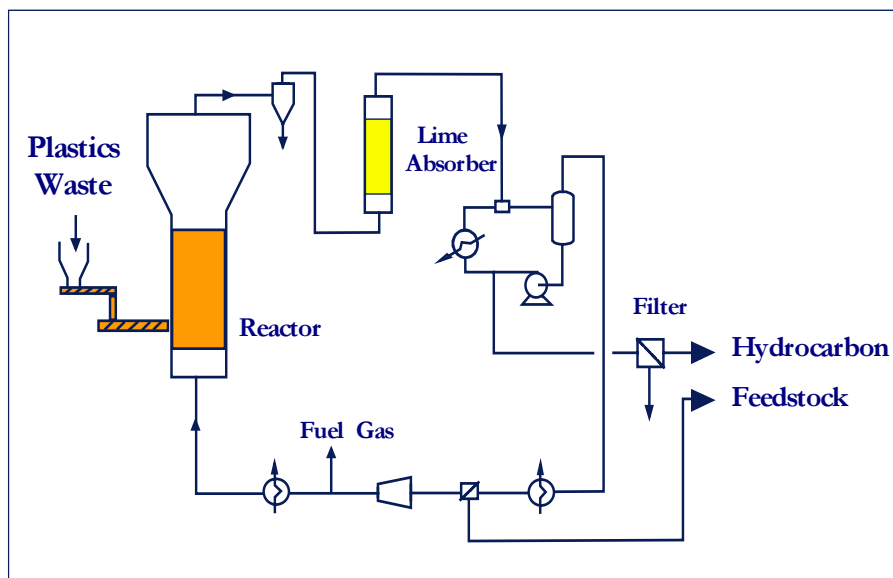 Plastics
Waste
Lime
Absorber
Reactor
Filter
Hydrocarbon
Feedstock
Fuel Gas